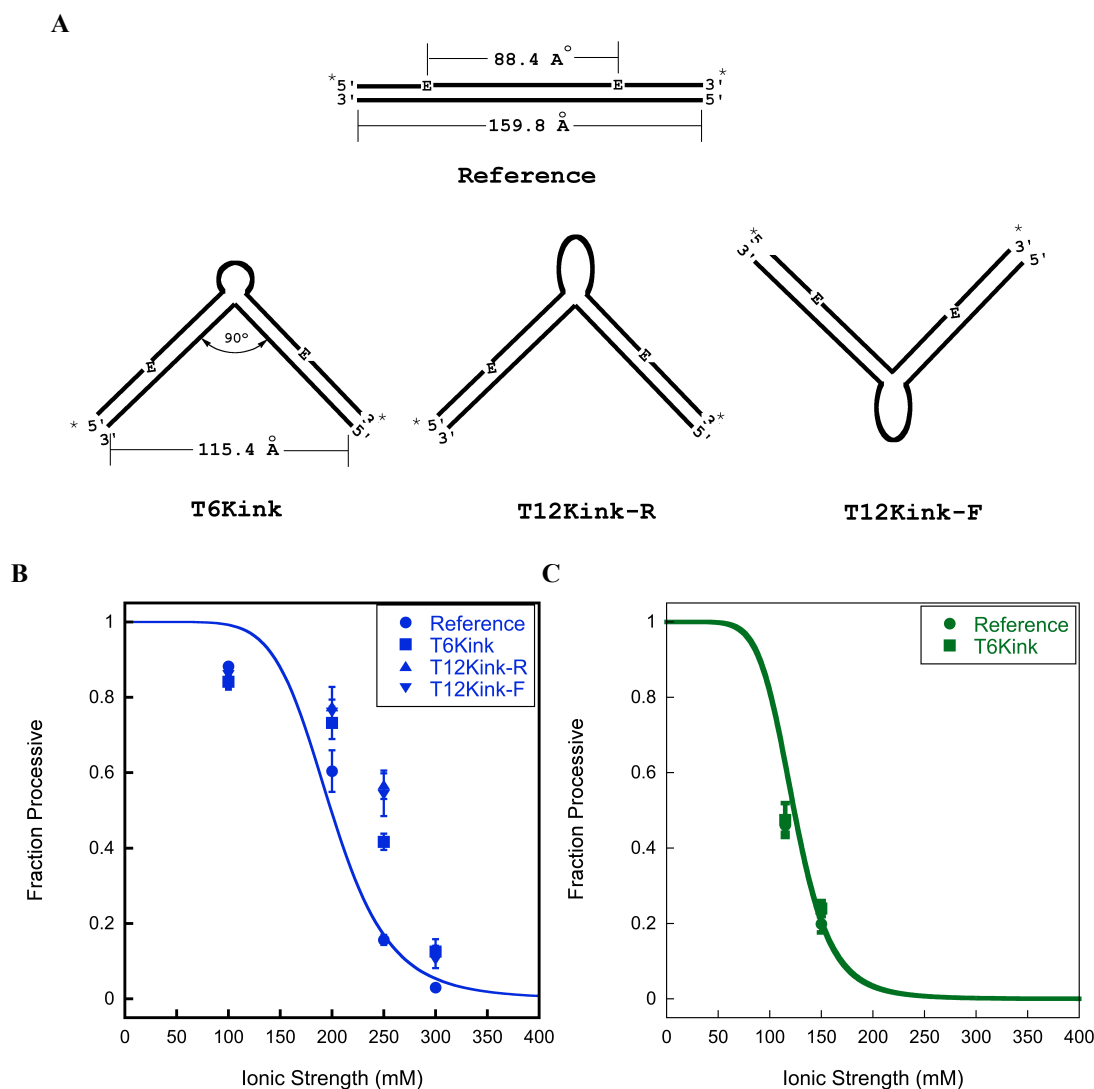 A
88.4 A°
*5' E E 3'*
3' 5'
159.8 Å
Reference
90°
E E
* 5' 3'
5' *
115.4 Å
T6Kink
E E
* 5' 3'
5' *
T12Kink-R
* 5' 3'
E E
* 3' 5'
T12Kink-F
B
Fraction Processive
1
0.8
0.6
0.4
0.2
0
0 50 100 150 200 250 300 350 400
Ionic Strength (mM)
Reference
T6Kink
T12Kink-R
T12Kink-F
C
Fraction Processive
1
0.8
0.6
0.4
0.2
0
0 50 100 150 200 250 300 350 400
Ionic Strength (mM)
Reference
T6Kink